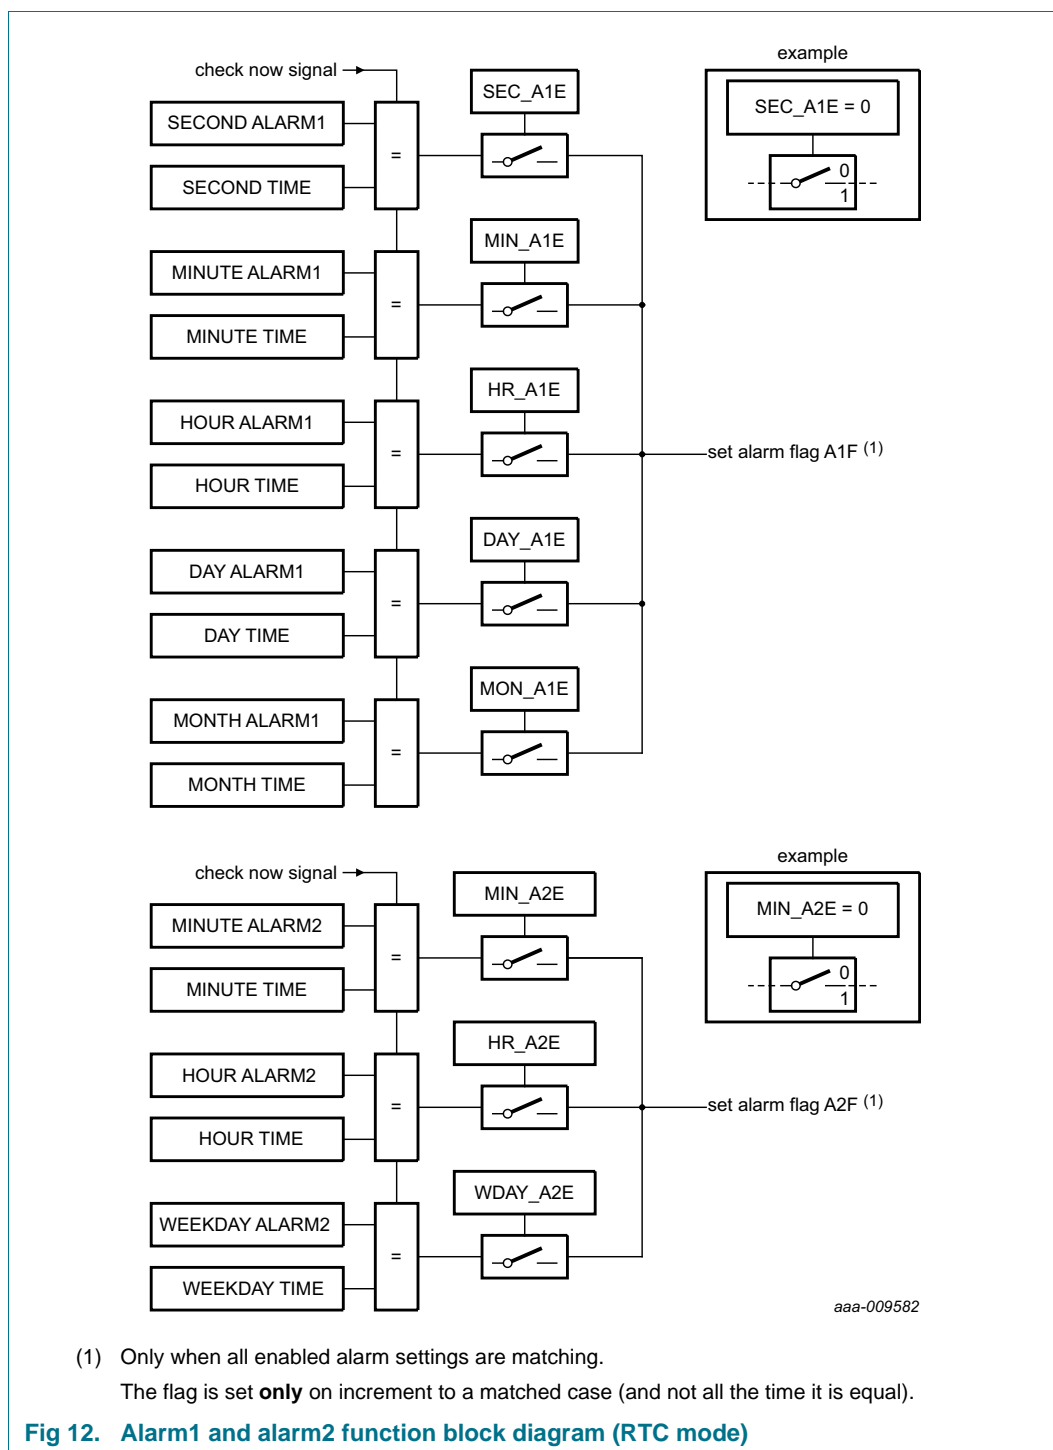 example
check now signal
SEC_A1E
SEC_A1E = 0
SECOND ALARM1
=
0
1
SECOND TIME
MIN_A1E
MINUTE ALARM1
=
MINUTE TIME
HR_A1E
HOUR ALARM1
=
set alarm flag A1F (1)
HOUR TIME
DAY_A1E
DAY ALARM1
=
DAY TIME
MON_A1E
MONTH ALARM1
=
MONTH TIME
example
check now signal
MIN_A2E
MIN_A2E = 0
MINUTE ALARM2
=
0
1
MINUTE TIME
HR_A2E
HOUR ALARM2
=
set alarm flag A2F (1)
HOUR TIME
WDAY_A2E
WEEKDAY ALARM2
=
WEEKDAY TIME
aaa-009582
(1) Only when all enabled alarm settings are matching.
The flag is set only on increment to a matched case (and not all the time it is equal).
Fig 12. Alarm1 and alarm2 function block diagram (RTC mode)